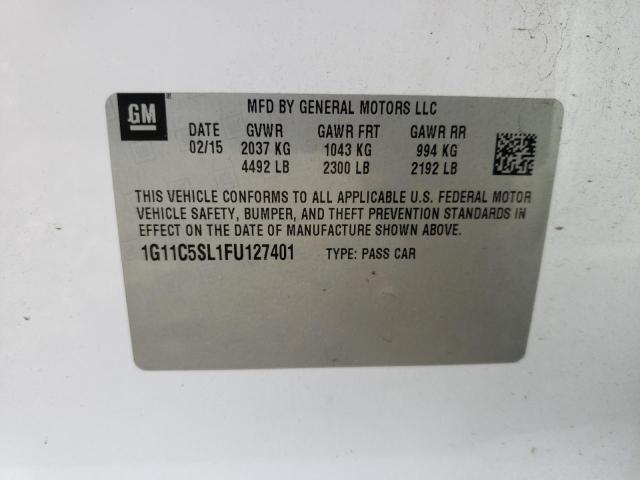 GM
MFD BY GENERAL MOTORS LLC
DATE GVWR GAWR FRT GAWR RR
02/15 2037 KG 1043 KG 994 KG
4492 LB 2300 LB 2192 LB
THIS VEHICLE CONFORMS TO ALL APPLICABLE U.S. FEDERAL MOTOR
VEHICLE SAFETY, BUMPER, AND THEFT PREVENTION STANDARDS IN
EFFECT ON THE DATE OF MANUFACTURE SHOWN ABOVE.
1G11C5SL1FU127401 TYPE: PASS CAR